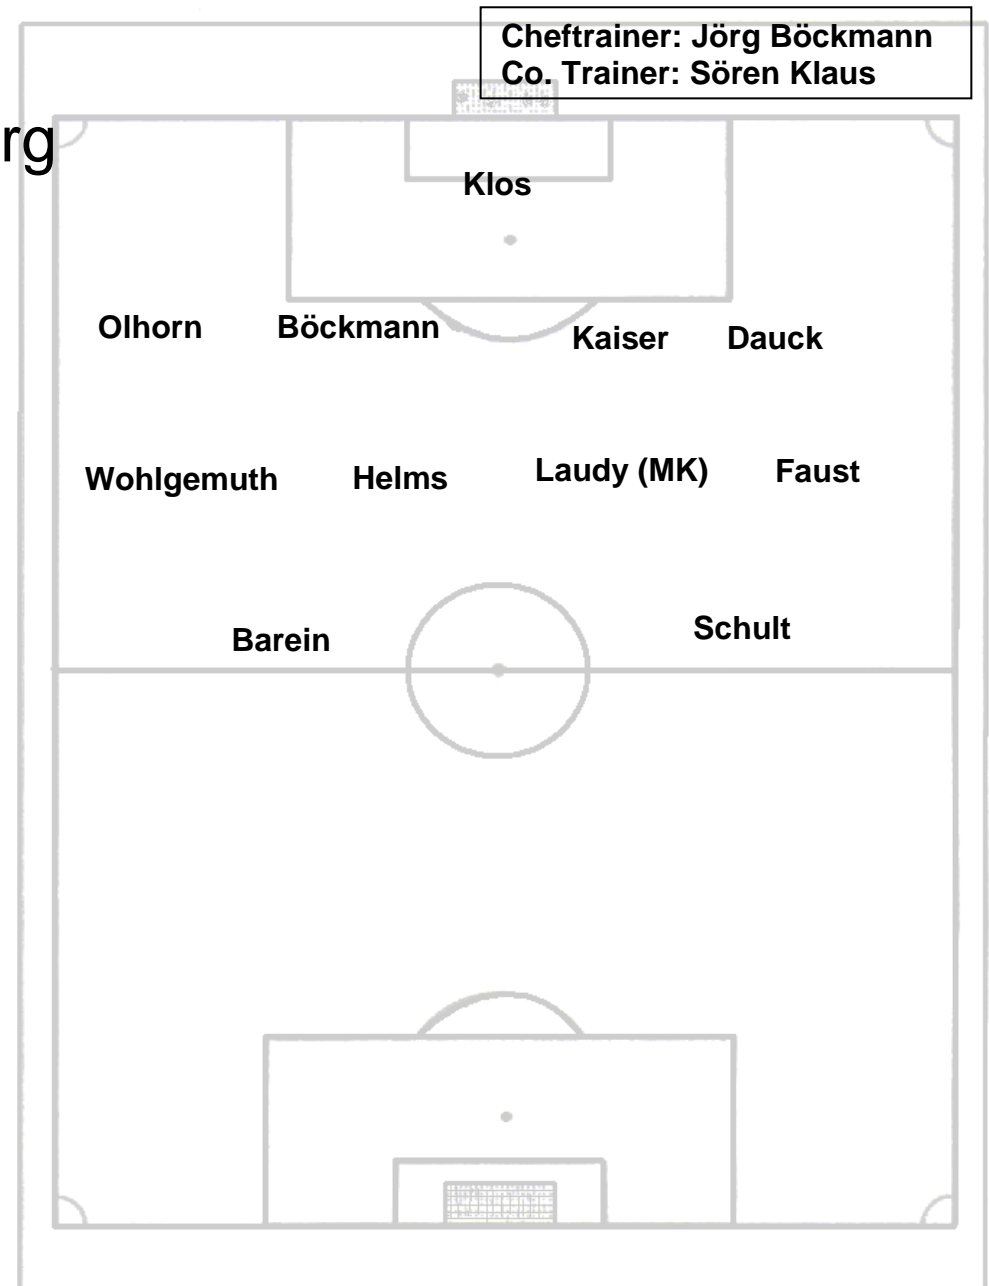 Cheftrainer: Jörg Böckmann
Co. Trainer: Sören Klaus
rg
Klos
Olhorn Böckmann Kaiser Dauck
Wohlgemuth Helms Laudy (MK) Faust
Barein Schult